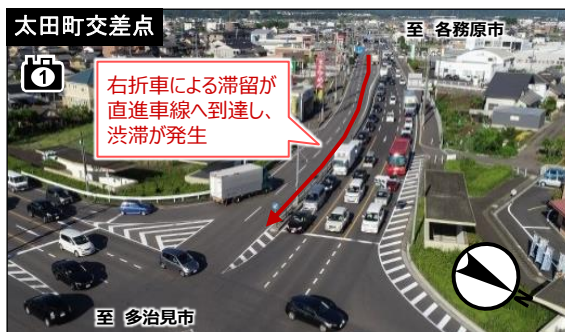 太田町交差点
至 各務原市
1
右折車による滞留が
直進車線へ到達し、
渋滞が発生
至 多治見市
N